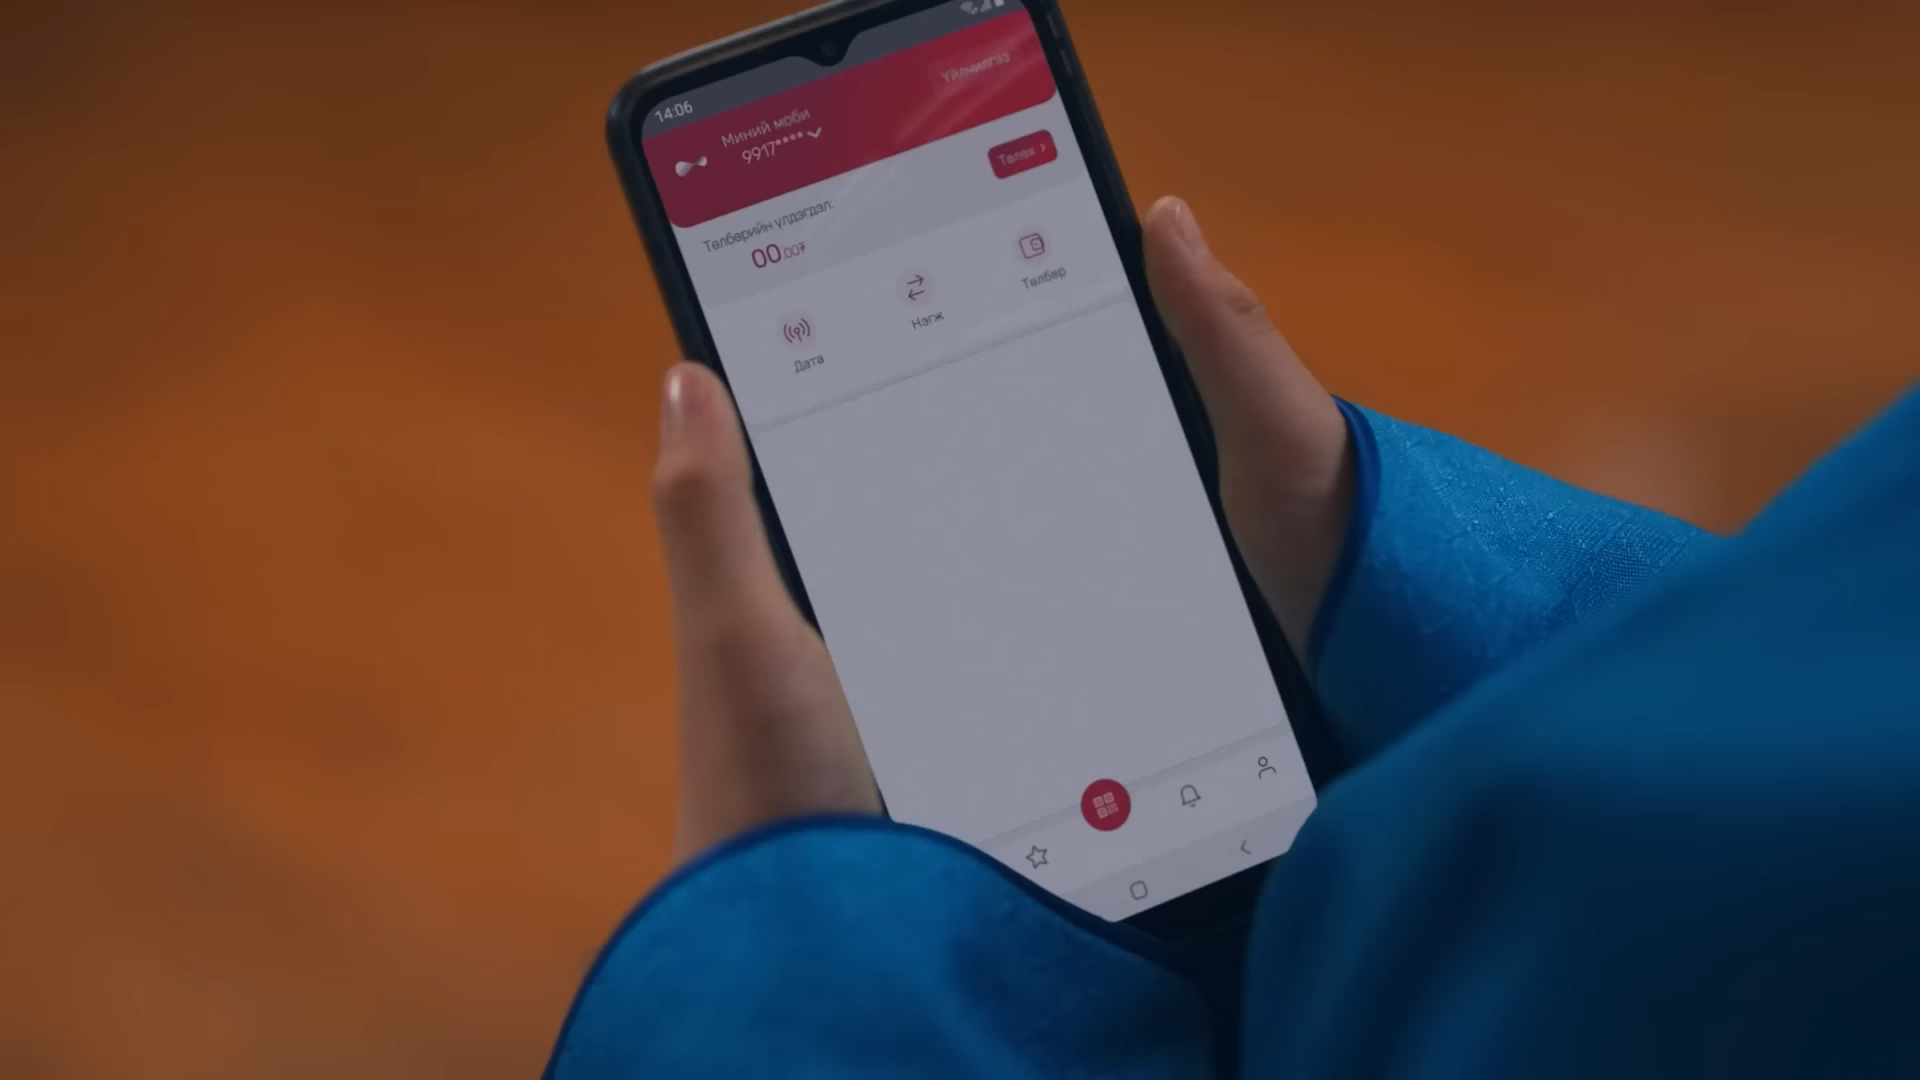 14:06
Үйлчилгээ
Миний моби
9917****
Төлөх ›
Төлбөрийн үлдэгдэл:
00.00₮
Дата
Нэгж
Төлбөр